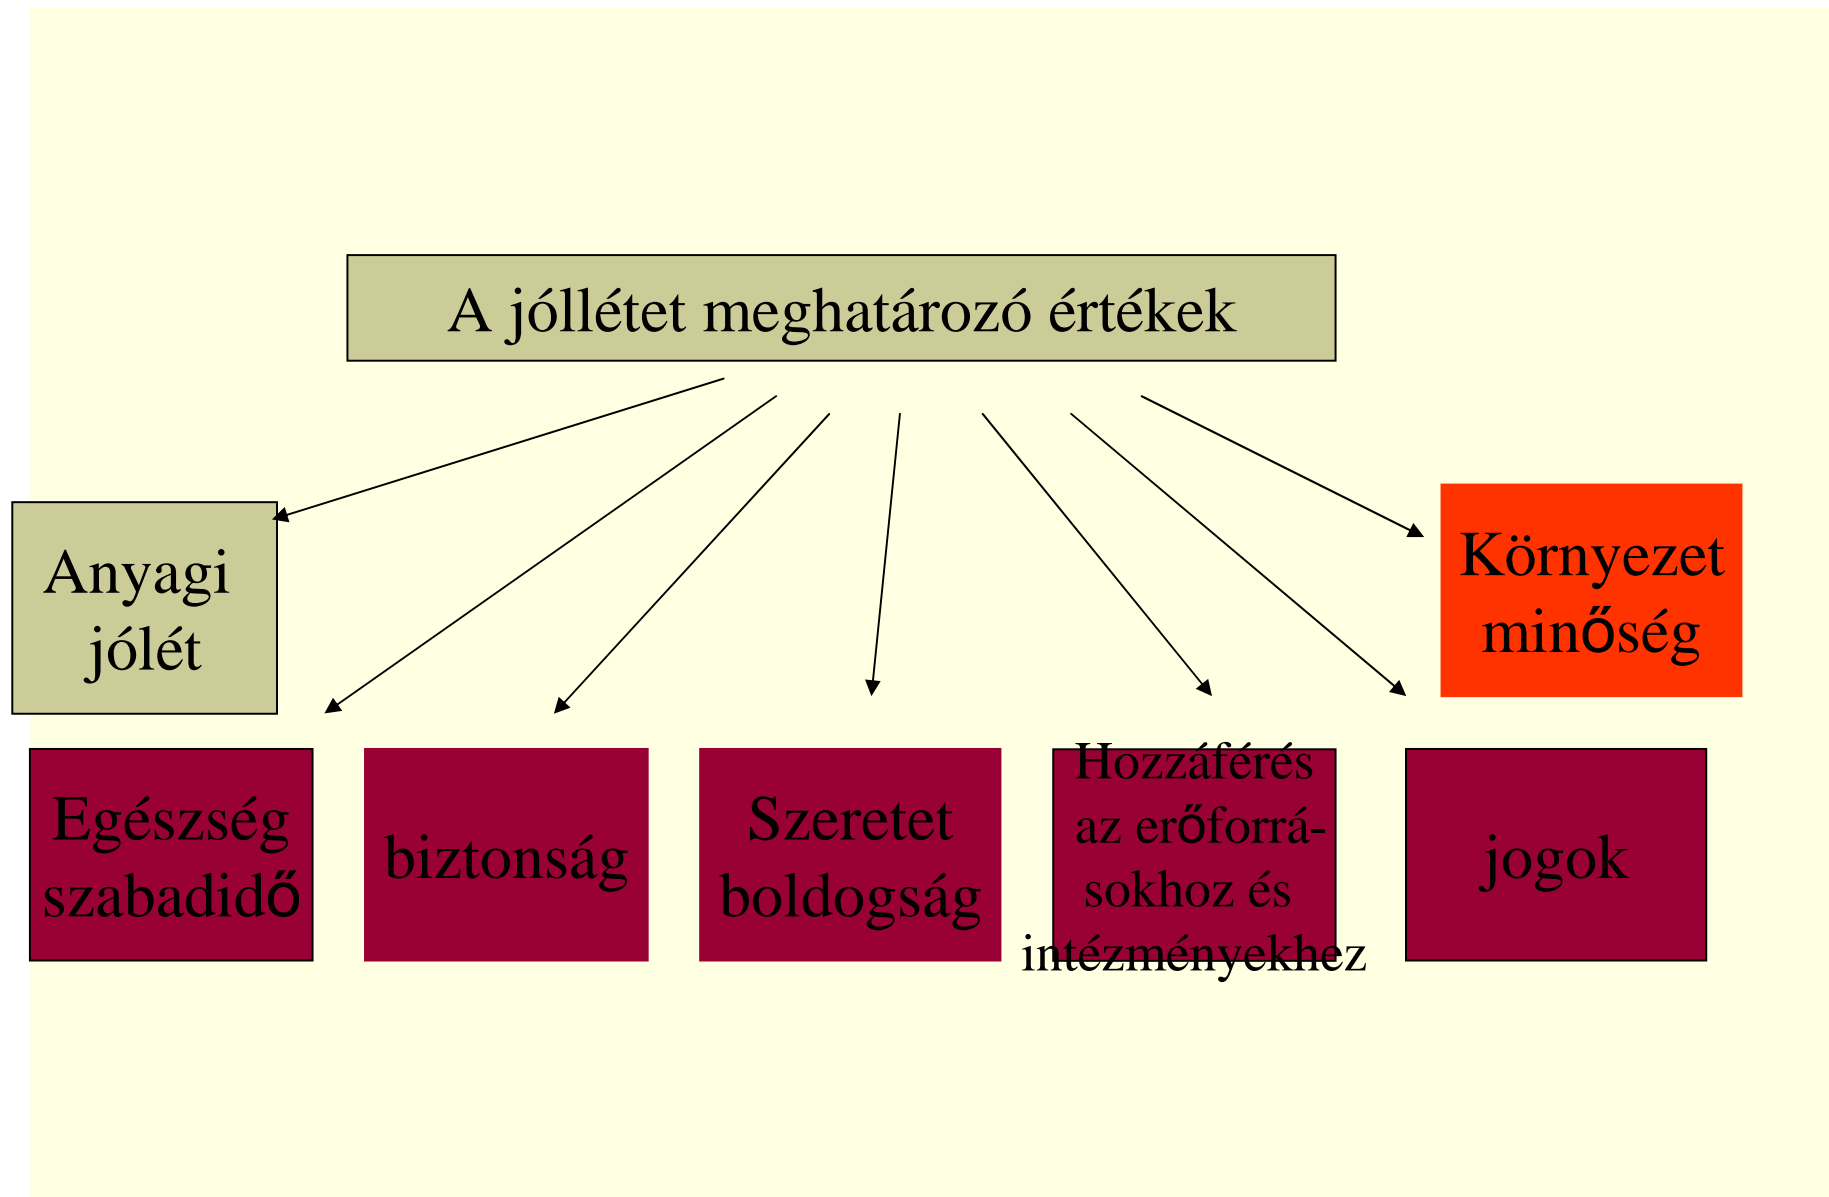 A jóllétet meghatározó értékek
Anyagi
jólét
Környezet
minőség
Egészség
szabadidő
biztonság
Szeretet
boldogság
Hozzáférés
az erőforrá-
sokhoz és
intézményekhez
jogok